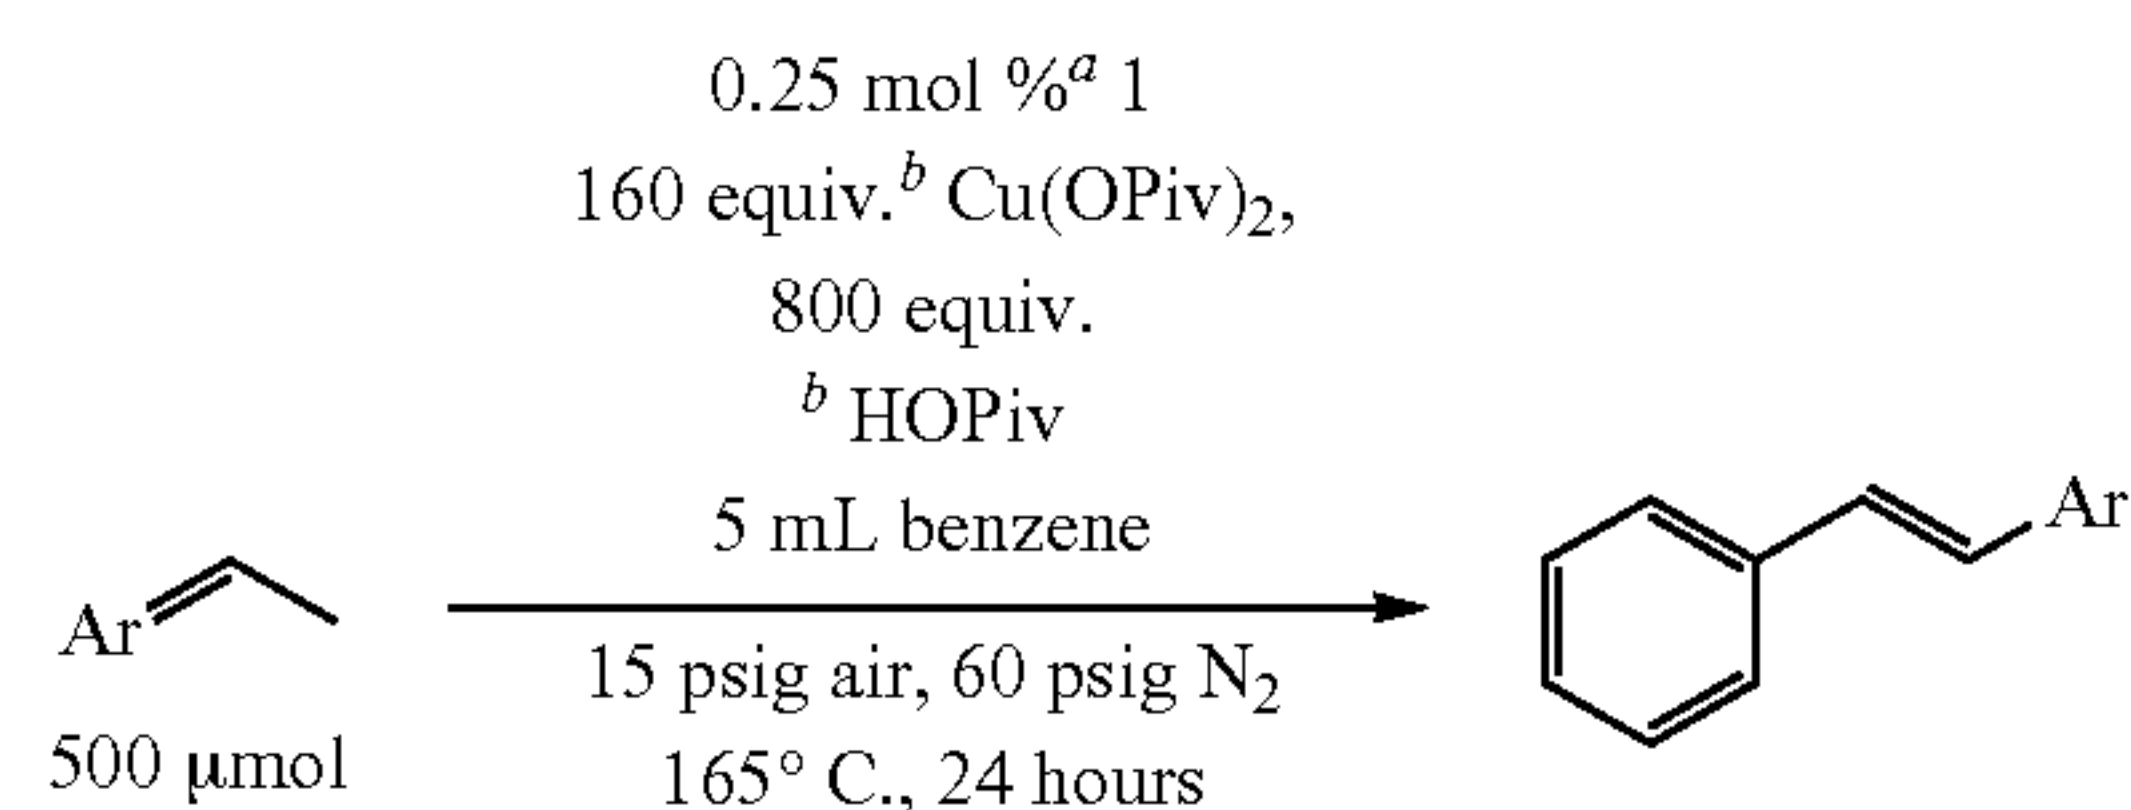 0.25 mol %a 1
160 equiv.b Cu(OPiv)2,
800 equiv.
b HOPiv
5 mL benzene
Ar
Ar
15 psig air, 60 psig N2
500 μmol
165° C., 24 hours